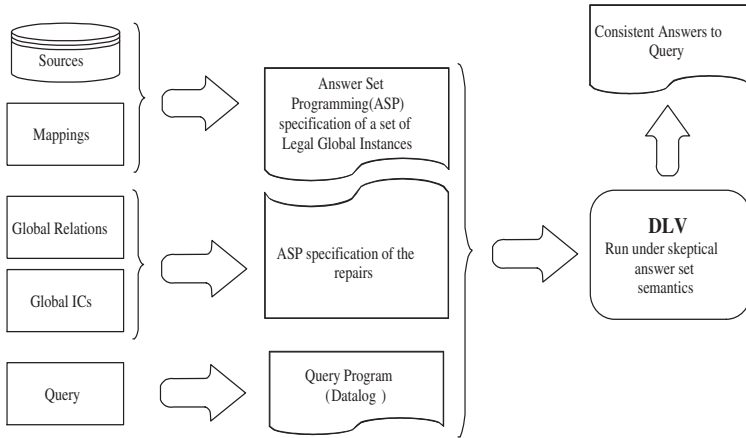 Sources
Mappings
Global Relations
Global ICs
Query
Answer Set
Programming(ASP)
specification of a set of
Legal Global Instances
ASP specification of the
repairs
Query Program
(Datalog )
DLV
Run under skeptical
answer set
semantics
Consistent Answers to
Query